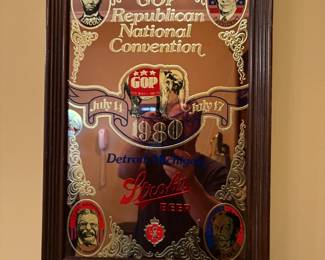 GOP
Republican
National
Convention
GOP
July 14
July 17
1980
Detroit, Michigan
Stroh's
BEER